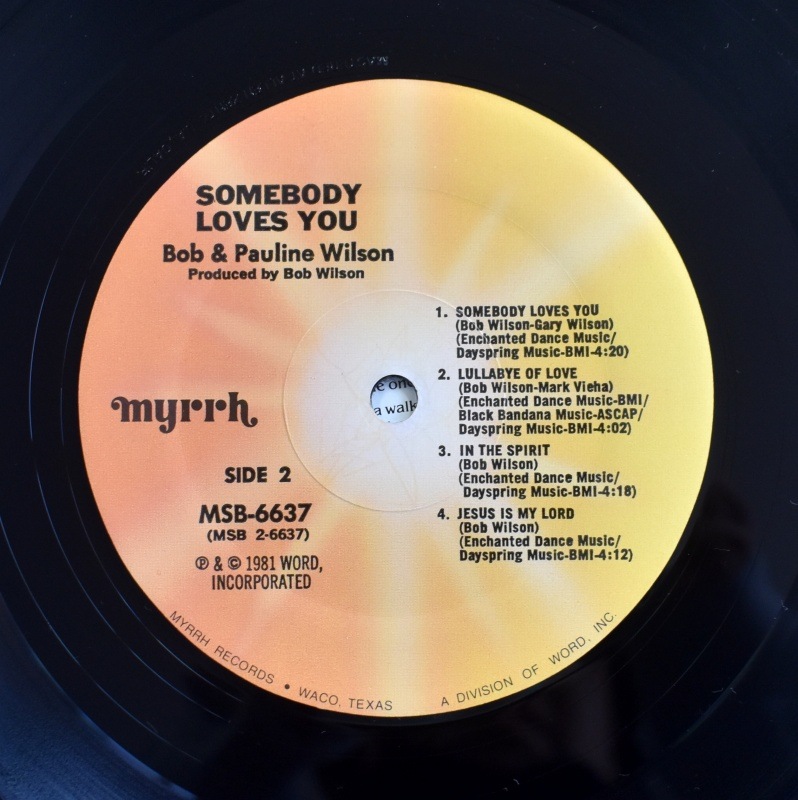 SOMEBODY
LOVES YOU
Bob & Pauline Wilson
Produced by Bob Wilson
myrrh
SIDE 2
MSB-6637
(MSB 2-6637)
℗ & © 1981 WORD,
INCORPORATED
1. SOMEBODY LOVES YOU
(Bob Wilson-Gary Wilson)
(Enchanted Dance Music/
Dayspring Music-BMI-4:20)
2. LULLABYE OF LOVE
(Bob Wilson-Mark Vieha)
(Enchanted Dance Music-BMI/
Black Bandana Music-ASCAP/
Dayspring Music-BMI-4:02)
3. IN THE SPIRIT
(Bob Wilson)
(Enchanted Dance Music/
Dayspring Music-BMI-4:18)
4. JESUS IS MY LORD
(Bob Wilson)
(Enchanted Dance Music/
Dayspring Music-BMI-4:12)
a walk
MYRRH RECORDS • WACO, TEXAS A DIVISION OF WORD, INC.